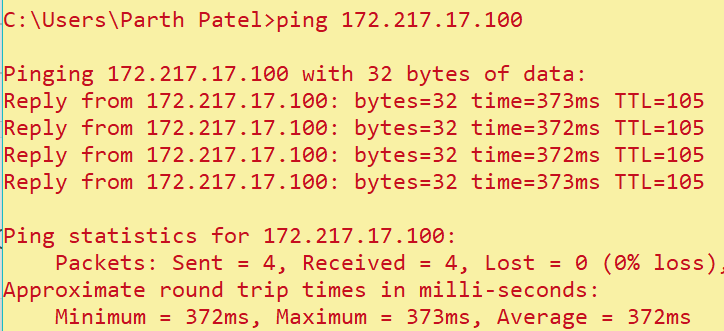 C:\Users\Parth Patel>ping 172.217.17.100
Pinging 172.217.17.100 with 32 bytes of data:
Reply from 172.217.17.100: bytes=32 time=373ms TTL=105
Reply from 172.217.17.100: bytes=32 time=372ms TTL=105
Reply from 172.217.17.100: bytes=32 time=372ms TTL=105
Reply from 172.217.17.100: bytes=32 time=373ms TTL=105
Ping statistics for 172.217.17.100:
    Packets: Sent = 4, Received = 4, Lost = 0 (0% loss),
Approximate round trip times in milli-seconds:
    Minimum = 372ms, Maximum = 373ms, Average = 372ms